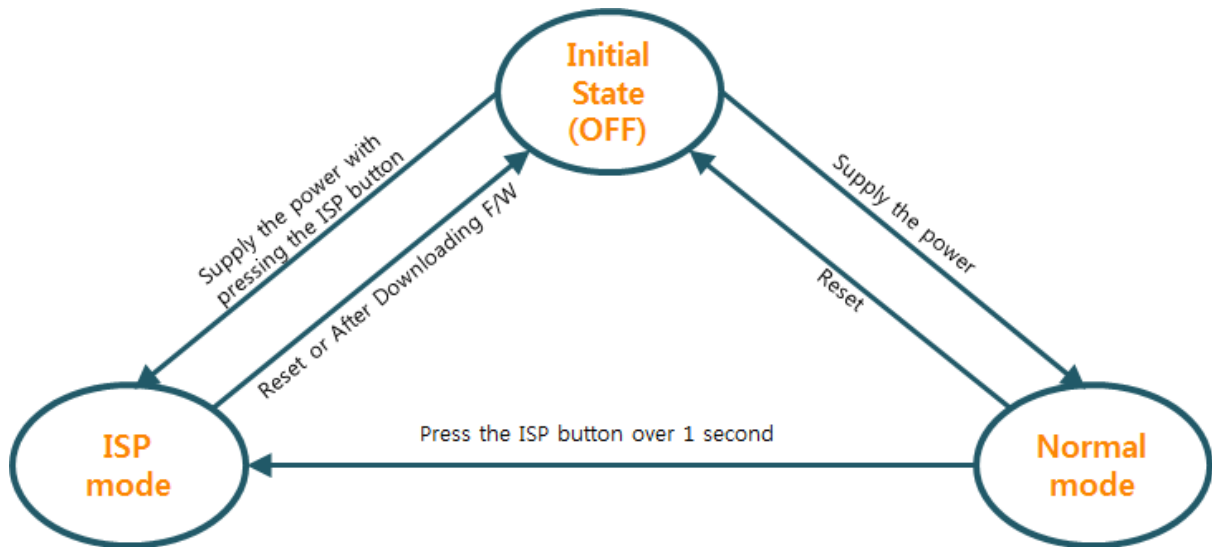 Initial
State
(OFF)
Supply the power with
pressing the ISP button
Reset or After Downloading F/W
Supply the power
Reset
Press the ISP button over 1 second
ISP
mode
Normal
mode